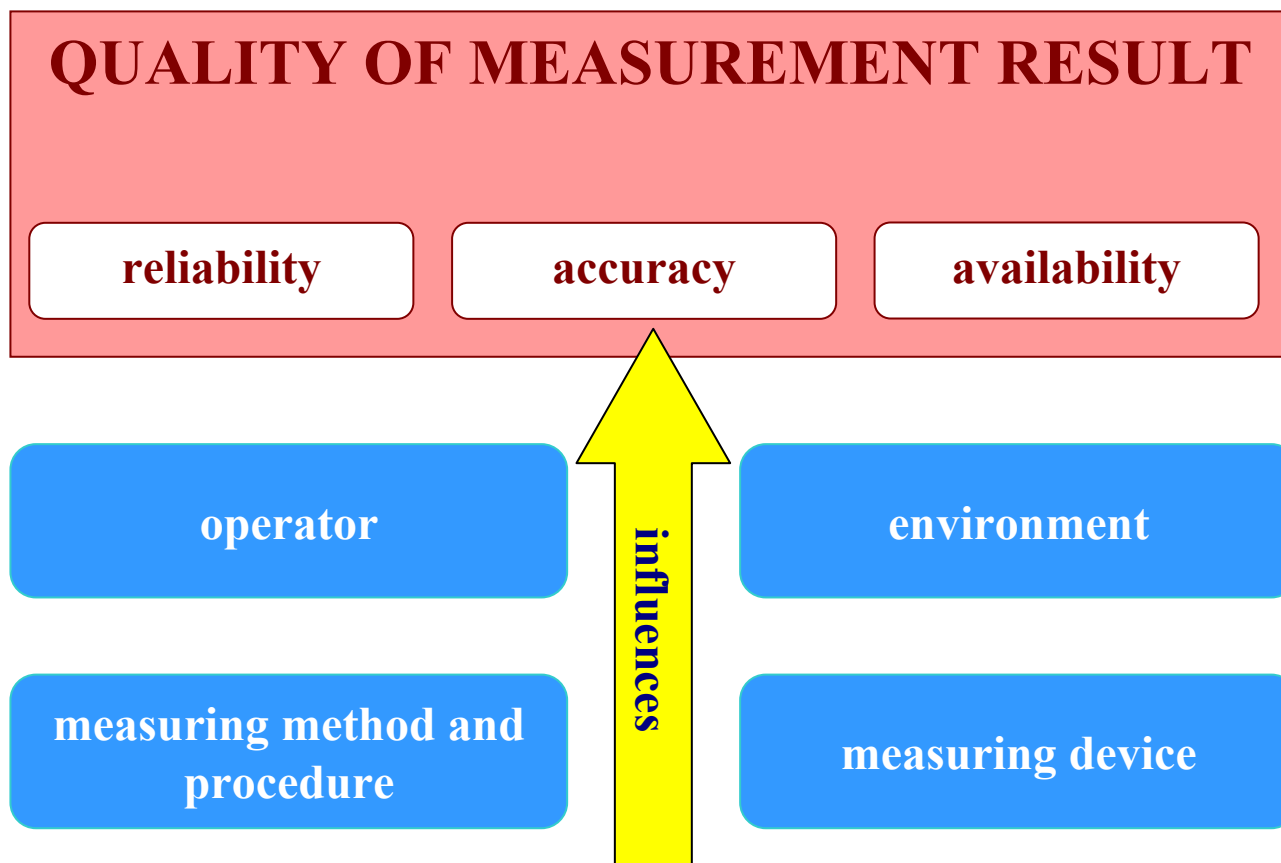 QUALITY OF MEASUREMENT RESULT
reliability
accuracy
availability
operator
environment
influences
measuring method and
procedure
measuring device